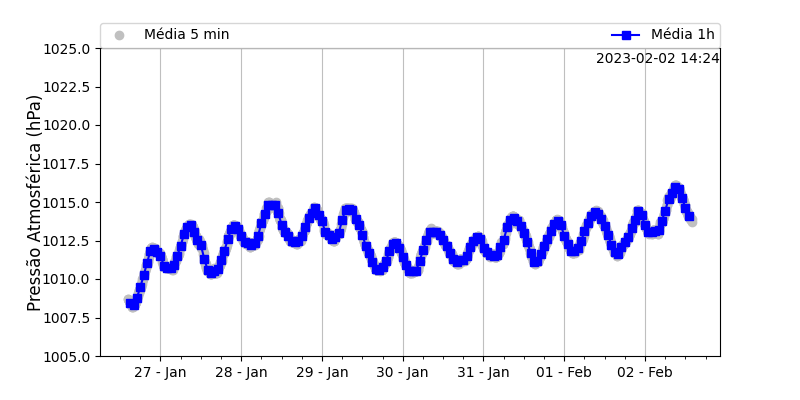 Média 5 min
Média 1h
2023-02-02 14:24
Pressão Atmosférica (hPa)
1025.0
1022.5
1020.0
1017.5
1015.0
1012.5
1010.0
1007.5
1005.0
27 - Jan
28 - Jan
29 - Jan
30 - Jan
31 - Jan
01 - Feb
02 - Feb